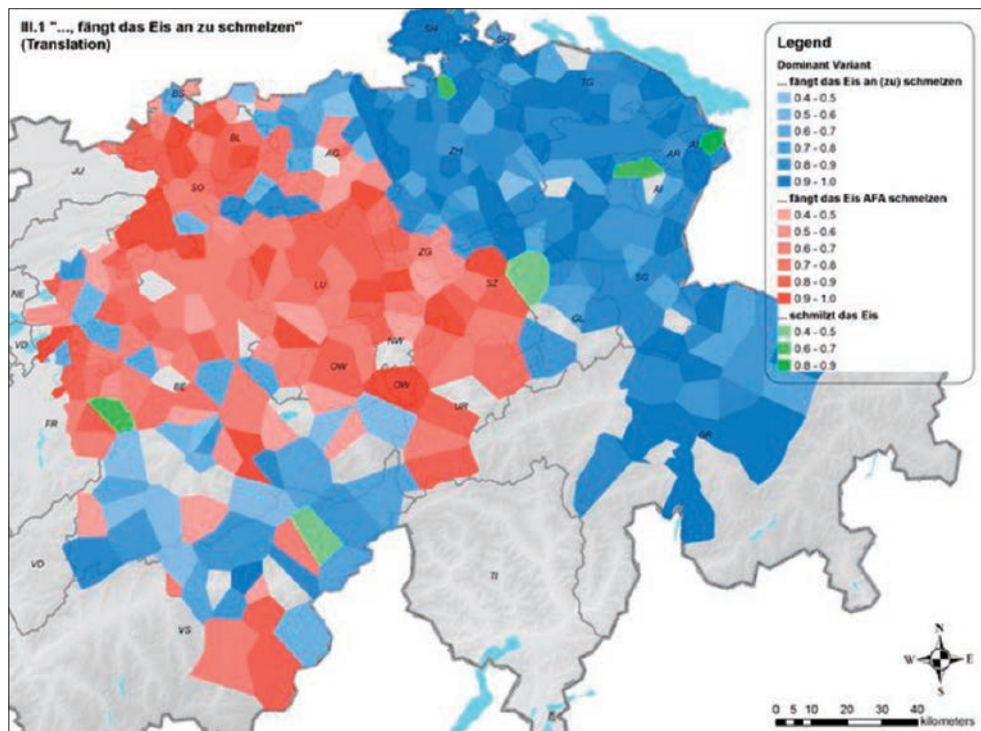 III.1 "..., fängt das Eis an zu schmelzen"
(Translation)
Legend
Dominant Variant
... fängt das Eis an (zu) schmelzen
0.4 - 0.5
0.5 - 0.6
0.6 - 0.7
0.7 - 0.8
0.8 - 0.9
0.9 - 1.0
... fängt das Eis AFA schmelzen
0.4 - 0.5
0.5 - 0.6
0.6 - 0.7
0.7 - 0.8
0.8 - 0.9
0.9 - 1.0
... schmilzt das Eis
0.4 - 0.5
0.6 - 0.7
0.8 - 0.9
SH
SH
BS
TG
BL
AG
ZH
AR
AI
JU
SO
AI
ZG
LU
SZ
SG
NE
GL
VD
NW
OW
BE
OW
UR
FR
GR
VD
TI
VS
N
W E
S
0 5 10 20 30 40
kilometers